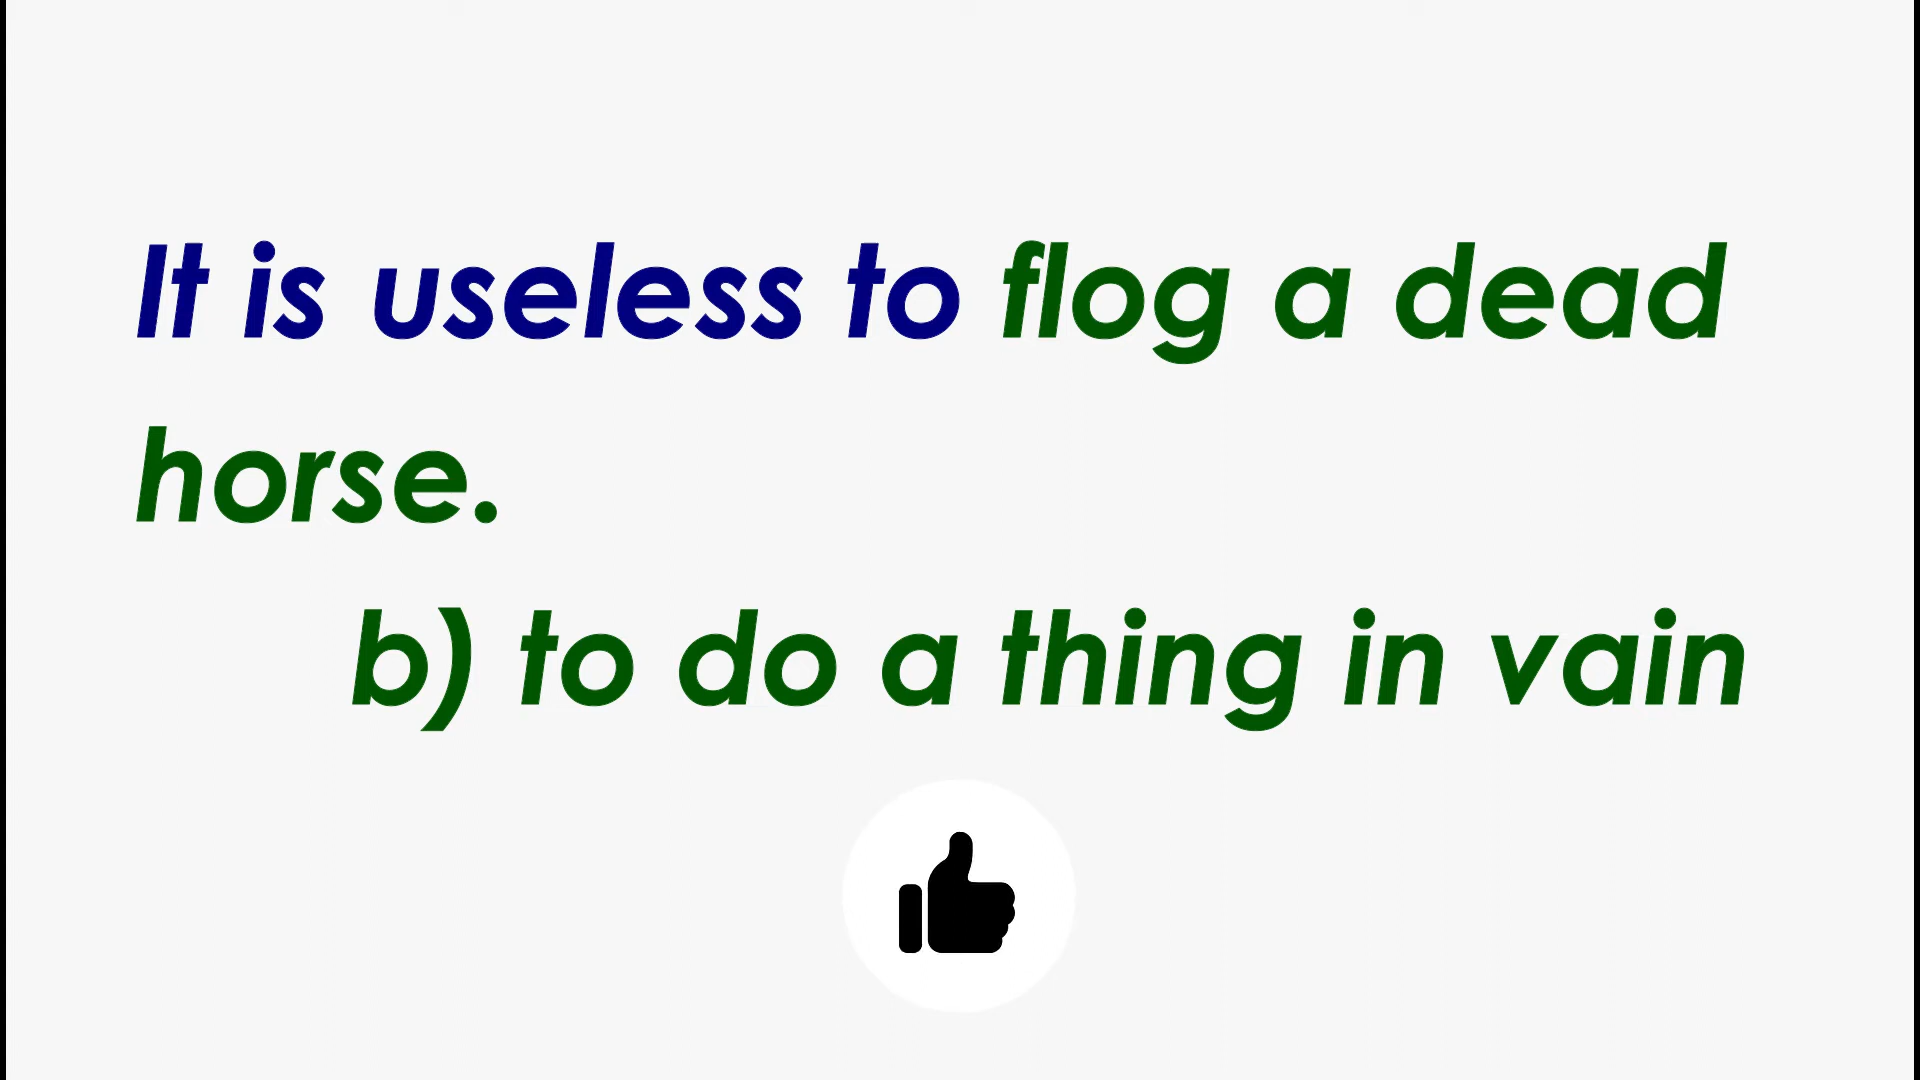 It is useless to flog a dead
horse.
b) to do a thing in vain